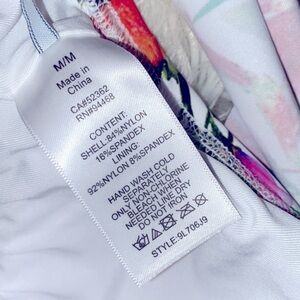 M/M
Made in
China
CA#52362
RN#94468
CONTENT:
SHELL:84%NYLON
16%SPANDEX
LINING:
92%NYLON 8%SPANDEX
HAND WASH COLD
SEPARATELY
ONLY NON-CHLORINE
BLEACH WHEN
NEEDED LINE DRY
DO NOT IRON
STYLE:9L706J9